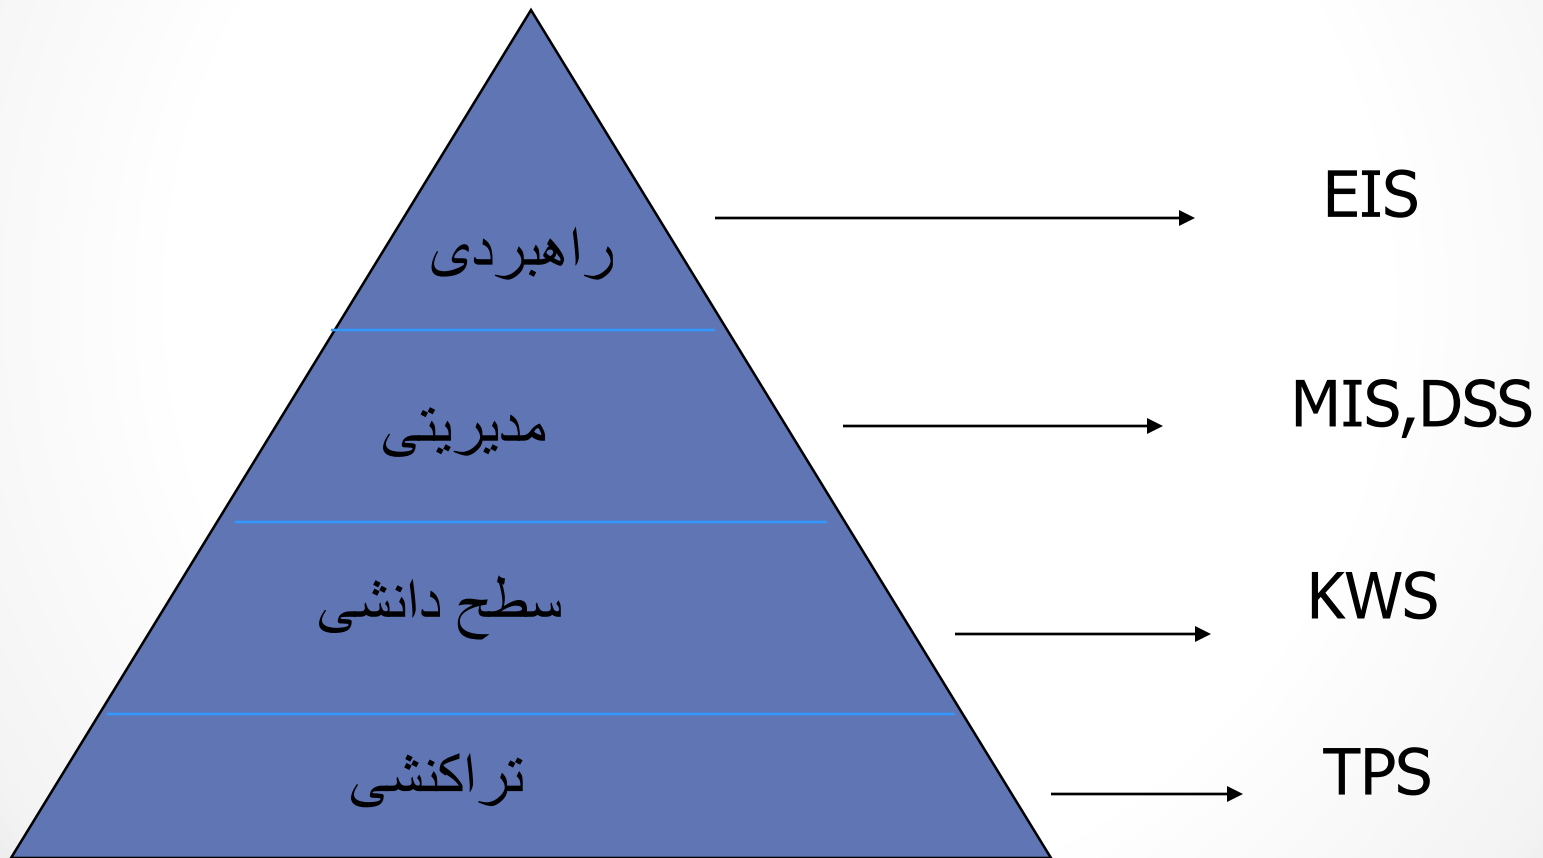 راهبردی
EIS
مدیریتی
MIS,DSS
سطح دانشی
KWS
تراکنشی
TPS